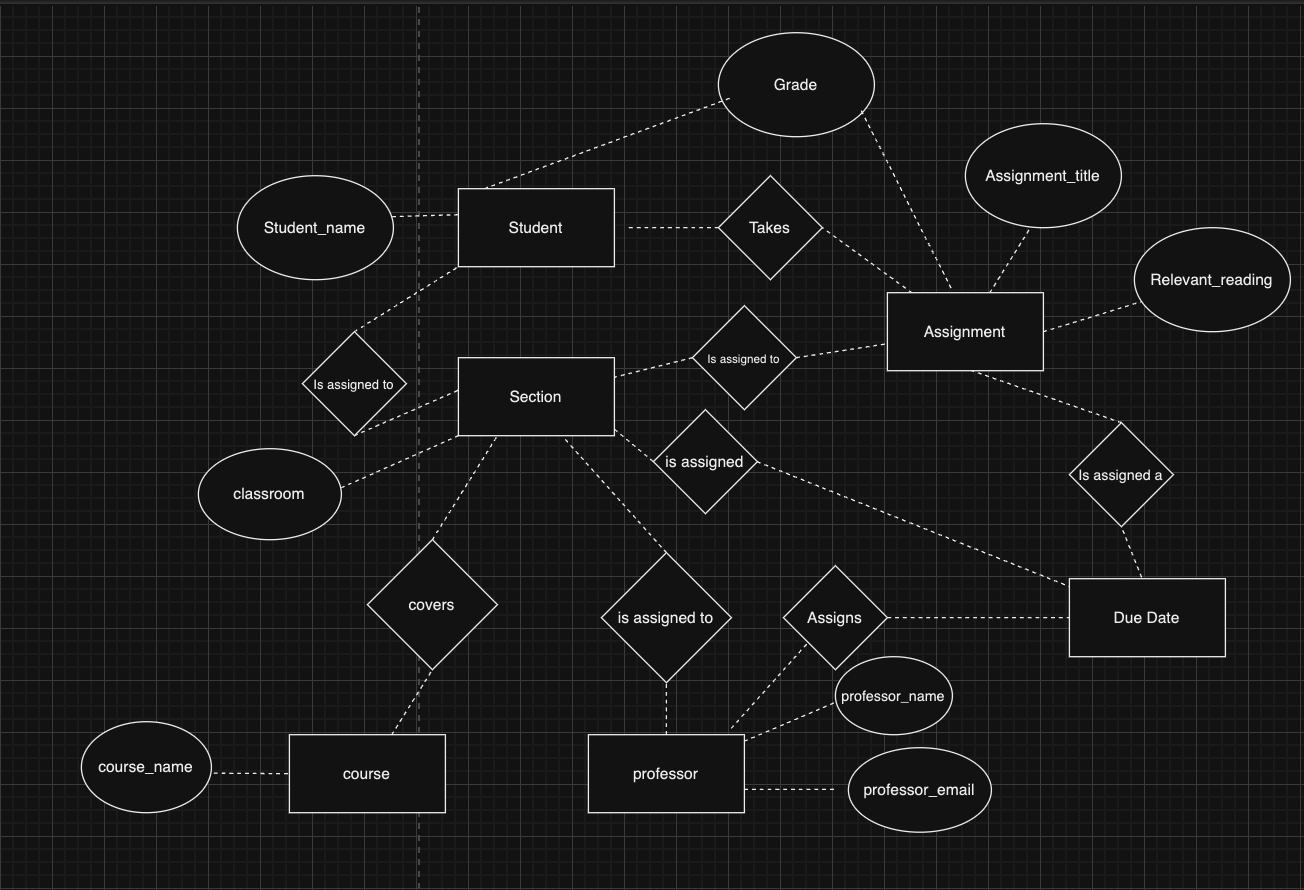 Grade
Assignment_title
Student_name
Student
Takes
Relevant_reading
Assignment
Is assigned to
Is assigned to
Section
is assigned
Is assigned a
classroom
covers
is assigned to
Assigns
Due Date
professor_name
course_name
course
professor
professor_email